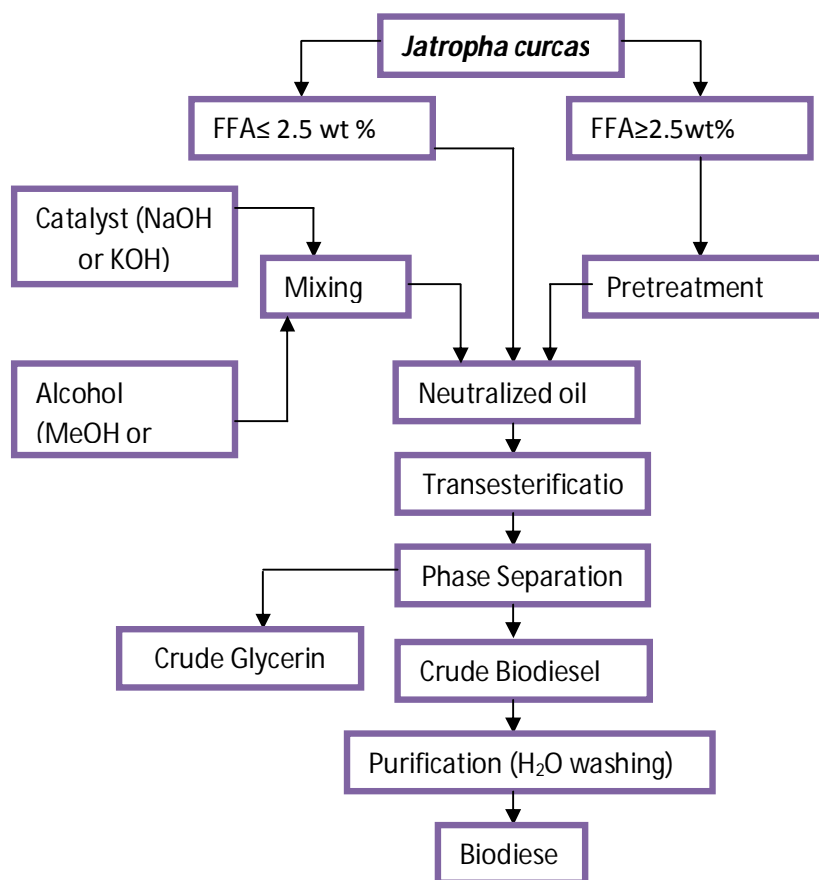 Jatropha curcas
FFA≤ 2.5 wt %
FFA≥2.5wt%
Catalyst (NaOH
or KOH)
Mixing
Pretreatment
Alcohol
(MeOH or
Neutralized oil
Transesterificatio
Phase Separation
Crude Glycerin
Crude Biodiesel
Purification (H₂O washing)
Biodiese